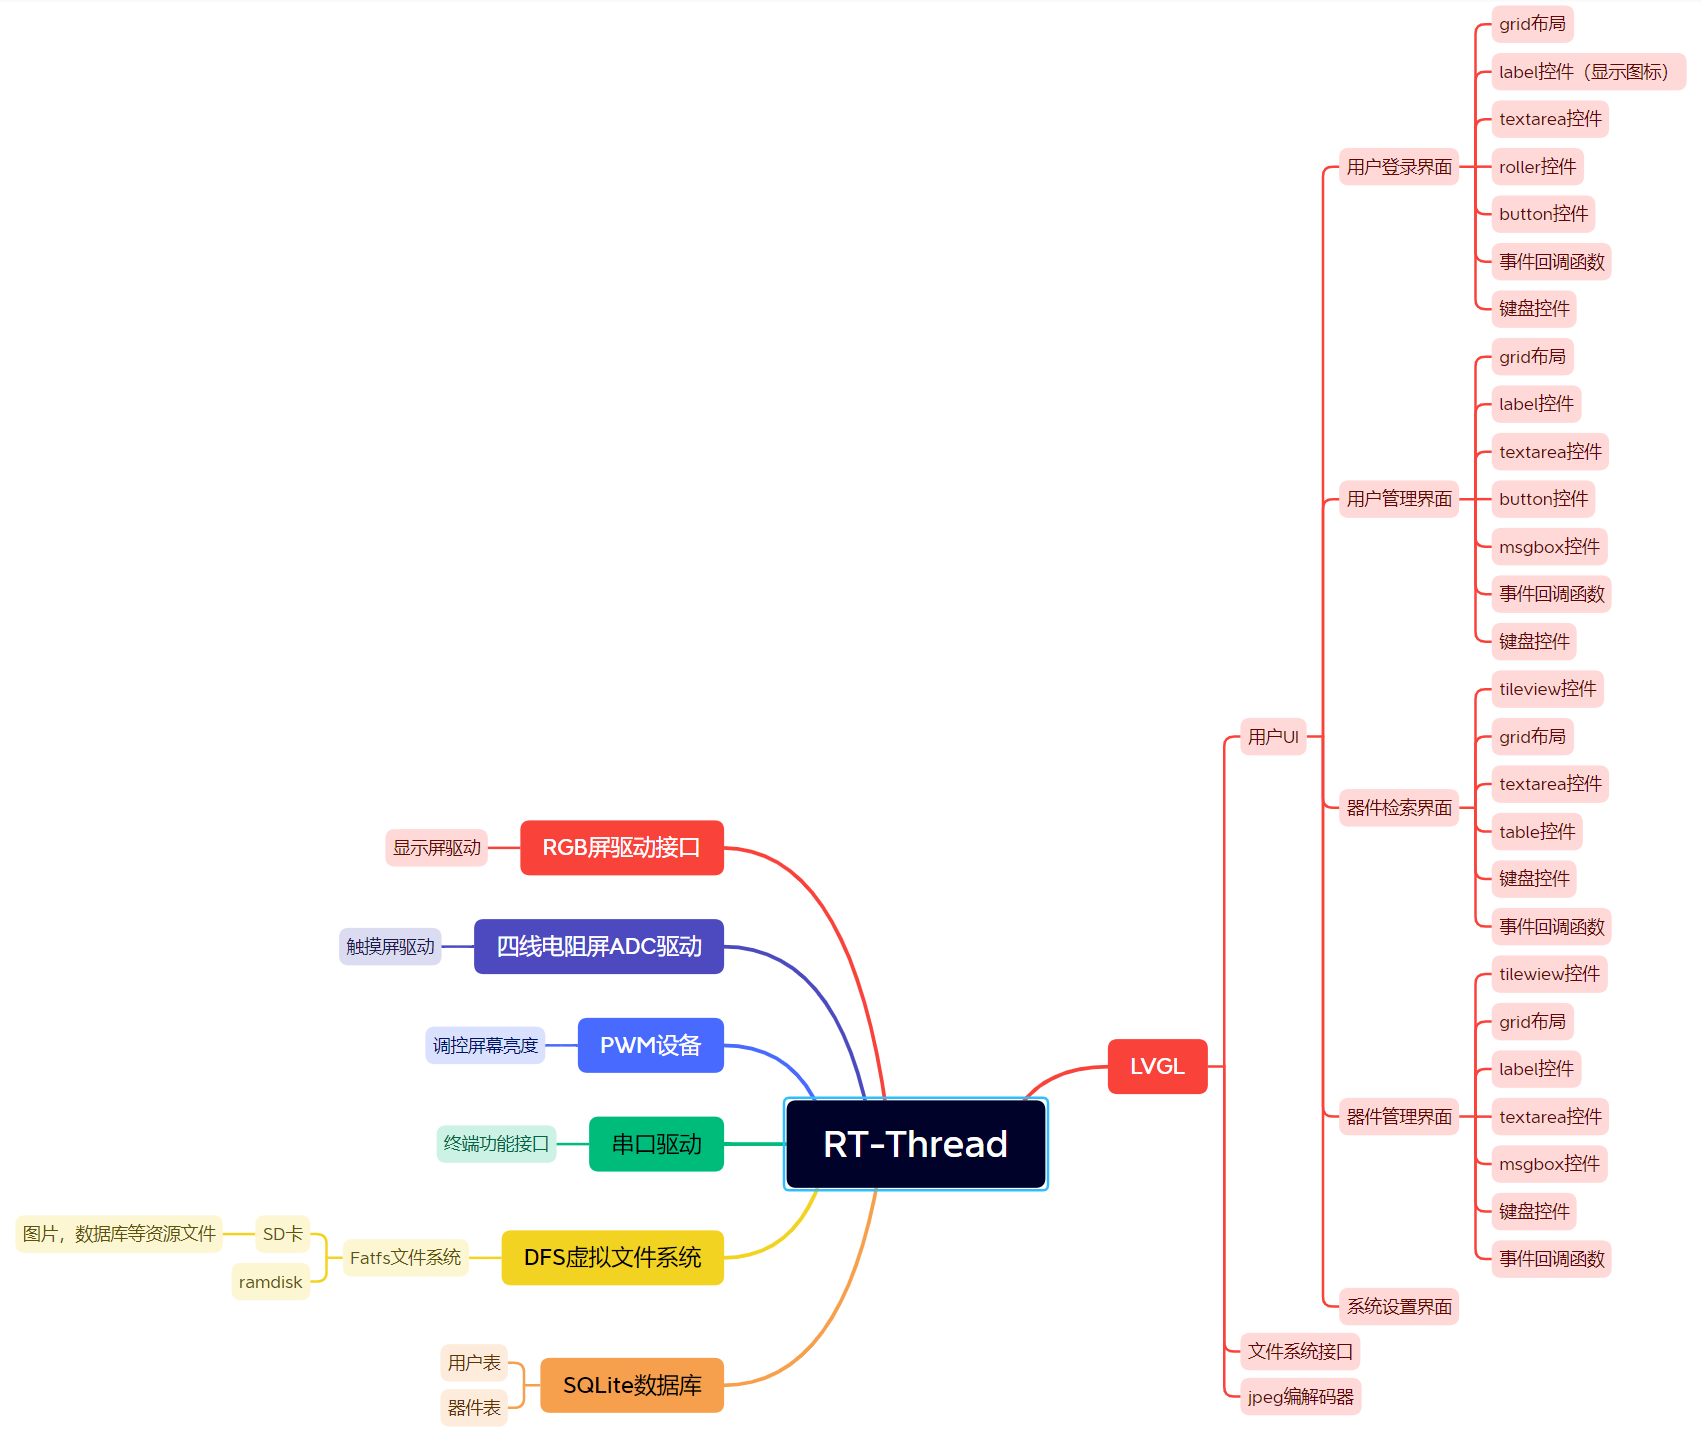 RT-Thread
RGB屏驱动接口
显示屏驱动
四线电阻屏ADC驱动
触摸屏驱动
PWM设备
调控屏幕亮度
串口驱动
终端功能接口
DFS虚拟文件系统
Fatfs文件系统
SD卡
图片，数据库等资源文件
ramdisk
SQLite数据库
用户表
器件表
LVGL
用户UI
用户登录界面
grid布局
label控件（显示图标）
textarea控件
roller控件
button控件
事件回调函数
键盘控件
用户管理界面
grid布局
label控件
textarea控件
button控件
msgbox控件
事件回调函数
键盘控件
器件检索界面
tileview控件
grid布局
textarea控件
table控件
键盘控件
事件回调函数
器件管理界面
tilewiew控件
grid布局
label控件
textarea控件
msgbox控件
键盘控件
事件回调函数
系统设置界面
文件系统接口
jpeg编解码器